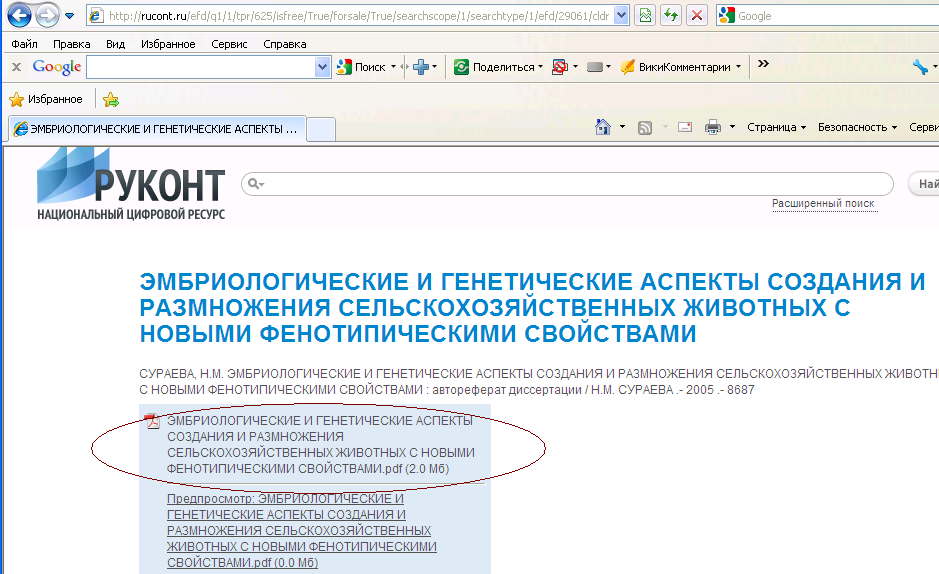 http://rucont.ru/efd/q1/1/tpr/625/isfree/True/forsale/True/searchscope/1/searchtype/1/efd/29061/cldr
Google
Файл Правка Вид Избранное Сервис Справка
x Google Поиск Поделиться ВикиКомментарии »
Избранное
ЭМБРИОЛОГИЧЕСКИЕ И ГЕНЕТИЧЕСКИЕ АСПЕКТЫ ...
Страница Безопасность Серви
РУКОНТ
НАЦИОНАЛЬНЫЙ ЦИФРОВОЙ РЕСУРС
Най
Расширенный поиск
ЭМБРИОЛОГИЧЕСКИЕ И ГЕНЕТИЧЕСКИЕ АСПЕКТЫ СОЗДАНИЯ И
РАЗМНОЖЕНИЯ СЕЛЬСКОХОЗЯЙСТВЕННЫХ ЖИВОТНЫХ С
НОВЫМИ ФЕНОТИПИЧЕСКИМИ СВОЙСТВАМИ
СУРАЕВА, Н.М. ЭМБРИОЛОГИЧЕСКИЕ И ГЕНЕТИЧЕСКИЕ АСПЕКТЫ СОЗДАНИЯ И РАЗМНОЖЕНИЯ СЕЛЬСКОХОЗЯЙСТВЕННЫХ ЖИВОТН
С НОВЫМИ ФЕНОТИПИЧЕСКИМИ СВОЙСТВАМИ : автореферат диссертации / Н.М. СУРАЕВА .- 2005 .- 8687
ЭМБРИОЛОГИЧЕСКИЕ И ГЕНЕТИЧЕСКИЕ АСПЕКТЫ
СОЗДАНИЯ И РАЗМНОЖЕНИЯ
СЕЛЬСКОХОЗЯЙСТВЕННЫХ ЖИВОТНЫХ С НОВЫМИ
ФЕНОТИПИЧЕСКИМИ СВОЙСТВАМИ.pdf (2.0 Мб)
Предпросмотр: ЭМБРИОЛОГИЧЕСКИЕ И
ГЕНЕТИЧЕСКИЕ АСПЕКТЫ СОЗДАНИЯ И
РАЗМНОЖЕНИЯ СЕЛЬСКОХОЗЯЙСТВЕННЫХ
ЖИВОТНЫХ С НОВЫМИ ФЕНОТИПИЧЕСКИМИ
СВОЙСТВАМИ.pdf (0.0 Мб)